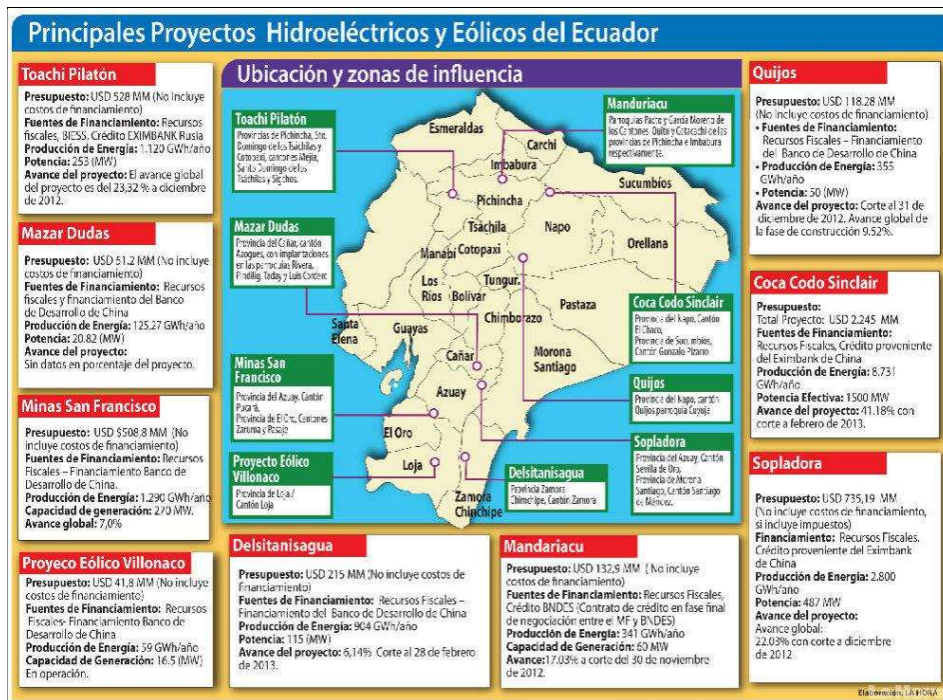 Principales Proyectos Hidroeléctricos y Eólicos del Ecuador
Toachi Pilatón
Presupuesto: USD 528 MM (No incluye
costos de financiamiento)
Fuentes de Financiamiento: Recursos
fiscales, BIESS, Crédito EXIMBANK Rusia
Producción de Energía: 1.120 GWh/año
Potencia: 253 (MW)
Avance del proyecto: El avance global
del proyecto es del 23,32 % a diciembre
de 2012.
Mazar Dudas
Presupuesto: USD 51.2 MM (No incluye
costos de financiamiento)
Fuentes de Financiamiento: Recursos
fiscales y financiamiento del Banco
de Desarrollo de China
Producción de Energía: 125.27 GWh/año
Potencia: 20.82 (MW)
Avance del proyecto:
Sin datos en porcentaje del proyecto.
Minas San Francisco
Presupuesto: USD $508,8 MM (No
incluye costos de financiamiento)
Fuentes de Financiamiento: Recursos
Fiscales – Financiamiento Banco de
Desarrollo de China.
Producción de Energía: 1.290 GWh/año
Capacidad de generación: 270 MW.
Avance global: 7,0%
Proyeco Eólico Villonaco
Presupuesto: USD 41,8 MM (No incluye
costos de financiamiento)
Fuentes de Financiamiento: Recursos
Fiscales- Financiamiento Banco de
Desarrollo de China
Producción de Energía: 59 GWh/año
Capacidad de Generación: 16.5 (MW)
En operación.
Ubicación y zonas de influencia
Toachi Pilatón
Provincias de Pichincha, Sto.
Domingo de los Tsáchilas y
Cotopaxi, cantones Mejía,
Santo Domingo de los
Tsáchilas y Sigchos.
Manduriacu
Parroquias Pacto y García Moreno de
los Cantones Quito y Cotacachi de las
provincias de Pichincha e Imbabura
respectivamente.
Mazar Dudas
Provincia del Cañar, cantón
Azogues, con implantaciones
en las parroquias Rivera,
Pindilig, Taday y Luis Cordero
Minas San
Francisco
Provincia del Azuay, Cantón
Pucará,
Provincia de El Oro, Cantones
Zaruma y Pasaje
Proyecto Eólico
Villonaco
Provincia de Loja /
Cantón Loja
Coca Codo Sinclair
Provincia del Napo, Cantón
El Chaco,
Provincia de Sucumbíos,
Cantón Gonzalo Pizarro
Quijos
Provincia del Napo, cantón
Quijos parroquia Cuyuja
Sopladora
Provincia del Azuay, Cantón
Sevilla de Oro,
Provincia de Morona
Santiago, Cantón Santiago
de Méndez.
Delsitanisagua
Provincia Zamora
Chimchipe, Cantón Zamora
Esmeraldas
Carchi
Imbabura
Sucumbíos
Pichincha
Tsáchila
Napo
Orellana
Manabí
Cotopaxi
Los
Ríos
Bolívar
Tungur.
Pastaza
Chimborazo
Santa
Elena
Guayas
Cañar
Morona
Santiago
Azuay
El Oro
Loja
Zamora
Chinchipe
Delsitanisagua
Presupuesto: USD 215 MM (No incluye costos de
financiamiento)
Fuentes de Financiamiento: Recursos Fiscales –
Financiamiento del Banco de Desarrollo de China
Producción de Energía: 904 GWh/año
Potencia: 115 (MW)
Avance del proyecto: 6,14% Corte al 28 de febrero
de 2013.
Mandariacu
Presupuesto: USD 132,9 MM ( No incluye
costos de financiamiento)
Fuentes de Financiamiento: Recursos Fiscales,
Crédito BNDES (Contrato de crédito en fase final
de negociación entre el MF y BNDES)
Producción de Energía: 341 GWh/año
Capacidad de Generación: 60 MW
Avance:17.03% a corte del 30 de noviembre
de 2012.
Quijos
Presupuesto: USD 118.28 MM
(No incluye costos de financiamiento)
• Fuentes de Financiamiento:
Recursos Fiscales – Financiamiento
del Banco de Desarrollo de China
• Producción de Energía: 355
GWh/año
• Potencia: 50 (MW)
Avance del proyecto: Corte al 31 de
diciembre de 2012. Avance global de
la fase de construcción 9.52%.
Coca Codo Sinclair
Presupuesto:
Total Proyecto: USD 2.245 MM
Fuentes de Financiamiento:
Recursos Fiscales, Crédito proveniente
del Eximbank de China
Producción de Energía: 8.731
GWh/año
Potencia Efectiva: 1500 MW
Avance del proyecto: 41.18% con
corte a febrero de 2013.
Sopladora
Presupuesto: USD 735,19 MM
(No incluye costos de financiamiento,
si incluye impuestos)
Financiamiento: Recursos Fiscales.
Crédito proveniente del Eximbank
de China
Producción de Energía: 2.800
GWh/año
Potencia: 487 MW
Avance del proyecto:
Avance global:
22.03% con corte a diciembre
de 2012
Elaboración: LA HORA